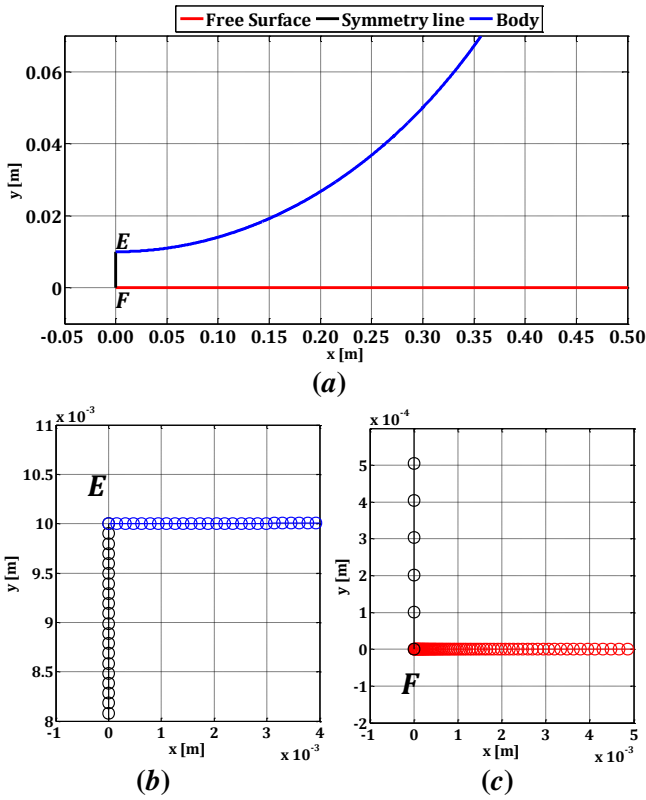 Free Surface Symmetry line Body
0.06
0.04
0.02
0
y [m]
E
F
-0.05 0.00 0.05 0.10 0.15 0.20 0.25 0.30 0.35 0.40 0.45 0.50
x [m]
(a)
x 10⁻³
11
10.5
10
9.5
9
8.5
8
y [m]
E
-1 0 1 2 3 4
x [m]
x 10⁻³
(b)
x 10⁻⁴
5
4
3
2
1
0
-1
-2
y [m]
F
-1 0 1 2 3 4 5
x [m]
x 10⁻³
(c)